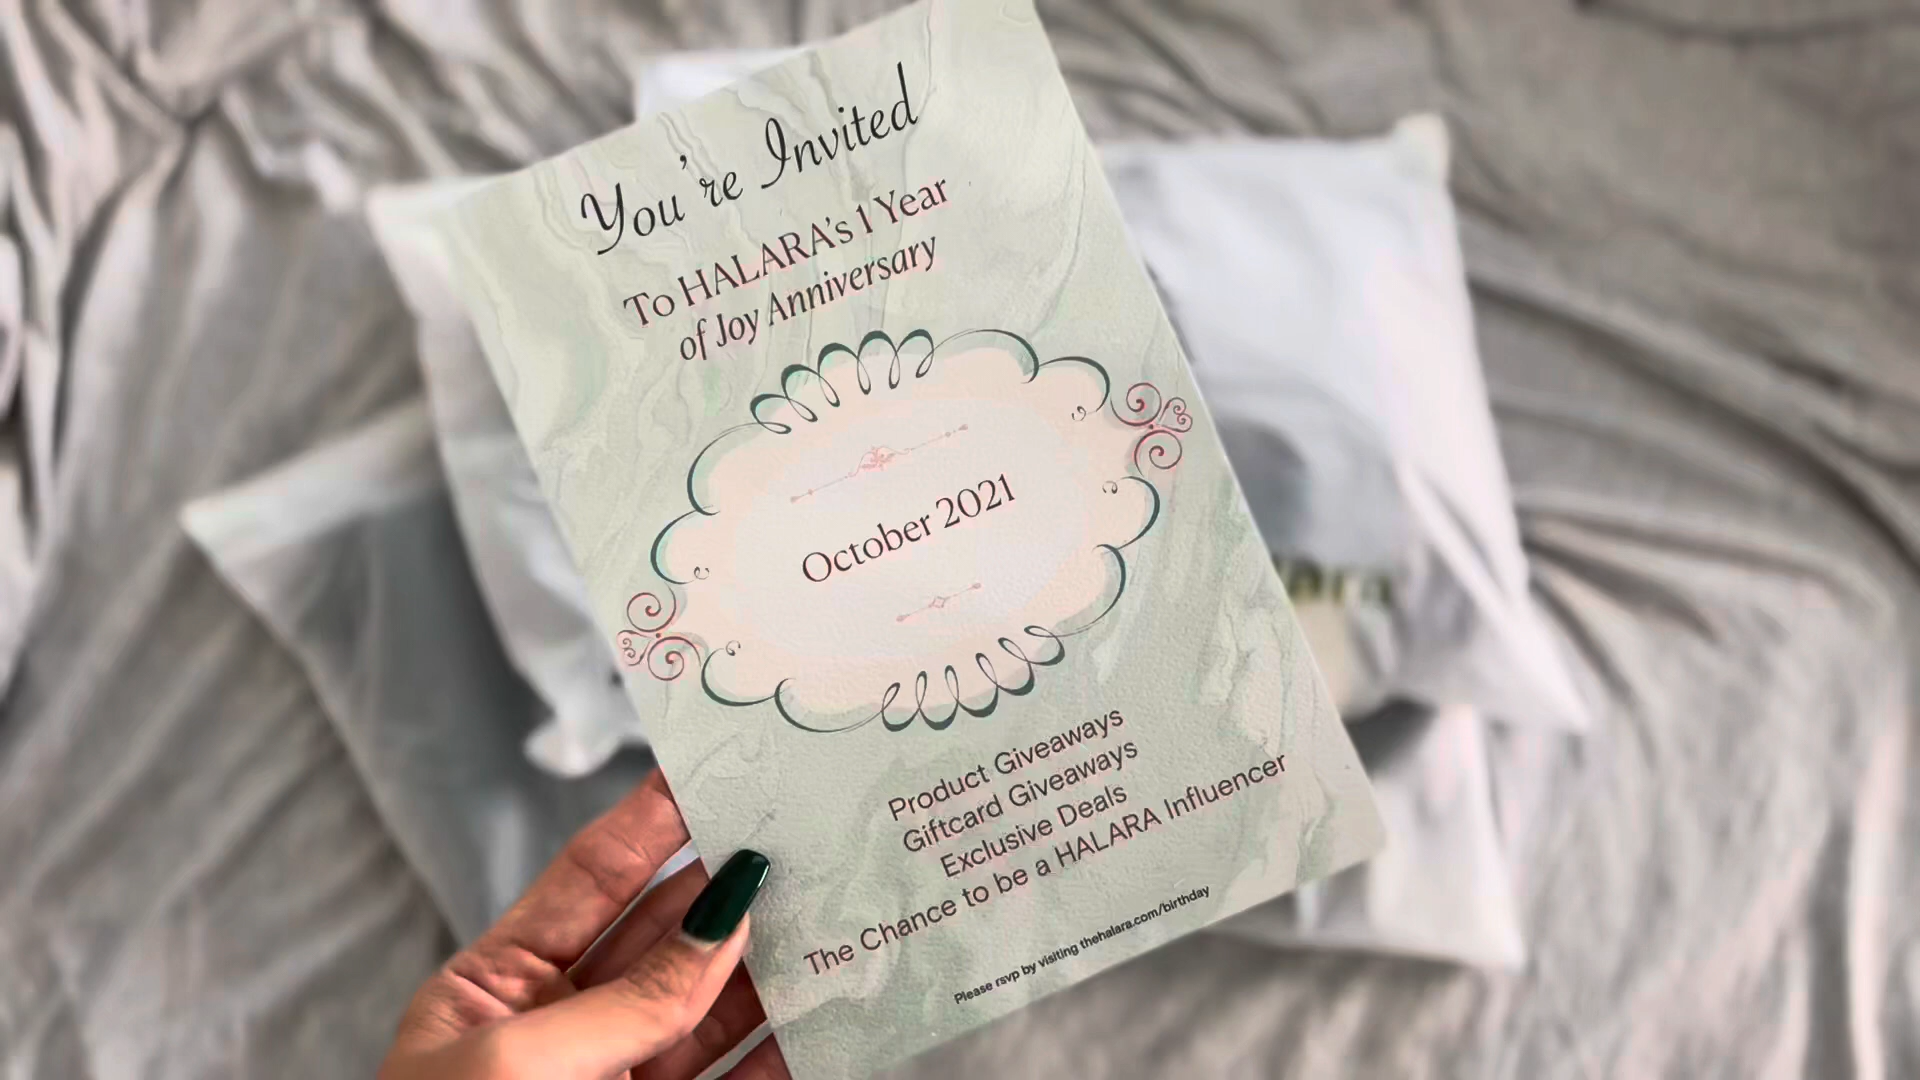 You're Invited
To HALARA's 1 Year
of Joy Anniversary
October 2021
Product Giveaways
Giftcard Giveaways
Exclusive Deals
The Chance to be a HALARA Influencer
Please rsvp by visiting thehalara.com/birthday